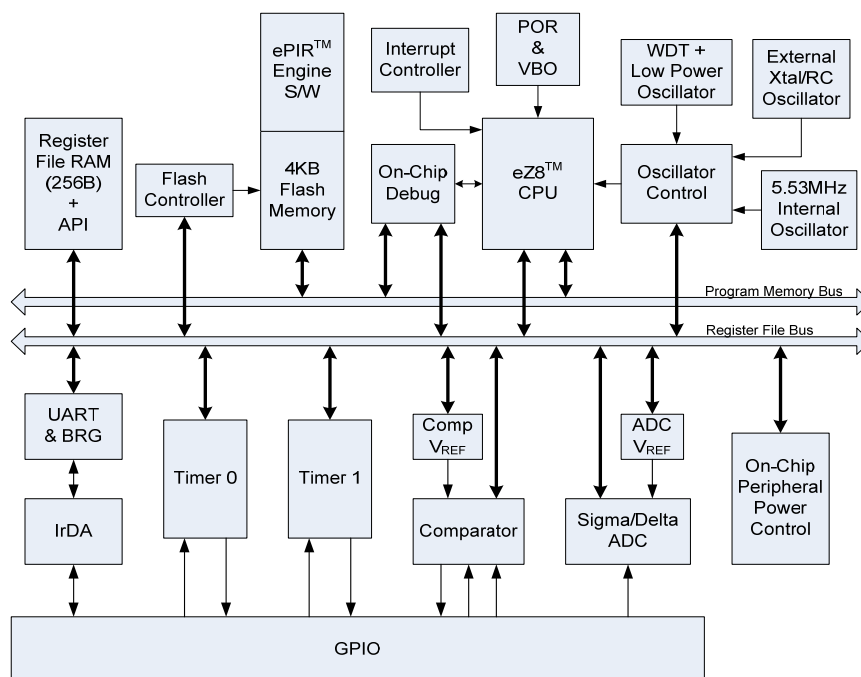 ePIR™
Engine
S/W
Interrupt
Controller
POR
&
VBO
WDT +
Low Power
Oscillator
External
Xtal/RC
Oscillator
Register
File RAM
(256B)
+
API
Flash
Controller
4KB
Flash
Memory
On-Chip
Debug
eZ8™
CPU
Oscillator
Control
5.53MHz
Internal
Oscillator
Program Memory Bus
Register File Bus
UART
& BRG
Timer 0
Timer 1
Comp
VREF
ADC
VREF
On-Chip
Peripheral
Power
Control
IrDA
Comparator
Sigma/Delta
ADC
GPIO